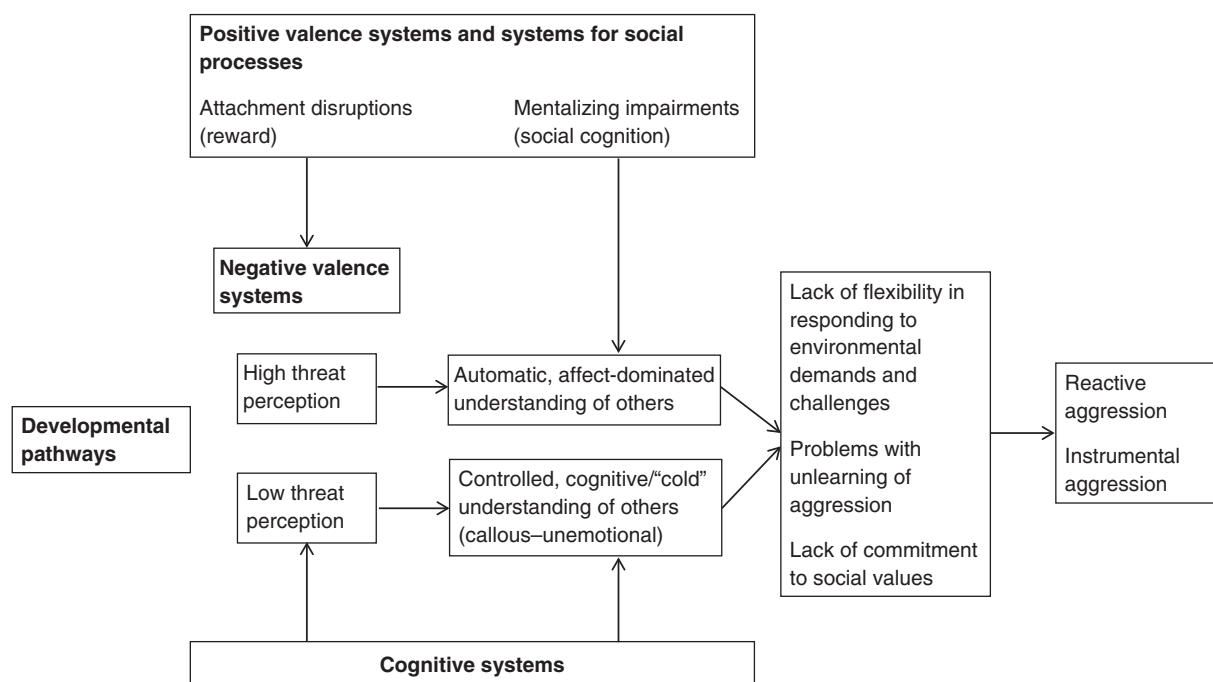 Positive valence systems and systems for social
processes
Attachment disruptions
(reward)
Mentalizing impairments
(social cognition)
Negative valence
systems
Developmental
pathways
High threat
perception
Automatic, affect-dominated
understanding of others
Low threat
perception
Controlled, cognitive/“cold”
understanding of others
(callous–unemotional)
Lack of flexibility in
responding to
environmental
demands and
challenges
Problems with
unlearning of
aggression
Lack of commitment
to social values
Reactive
aggression
Instrumental
aggression
Cognitive systems